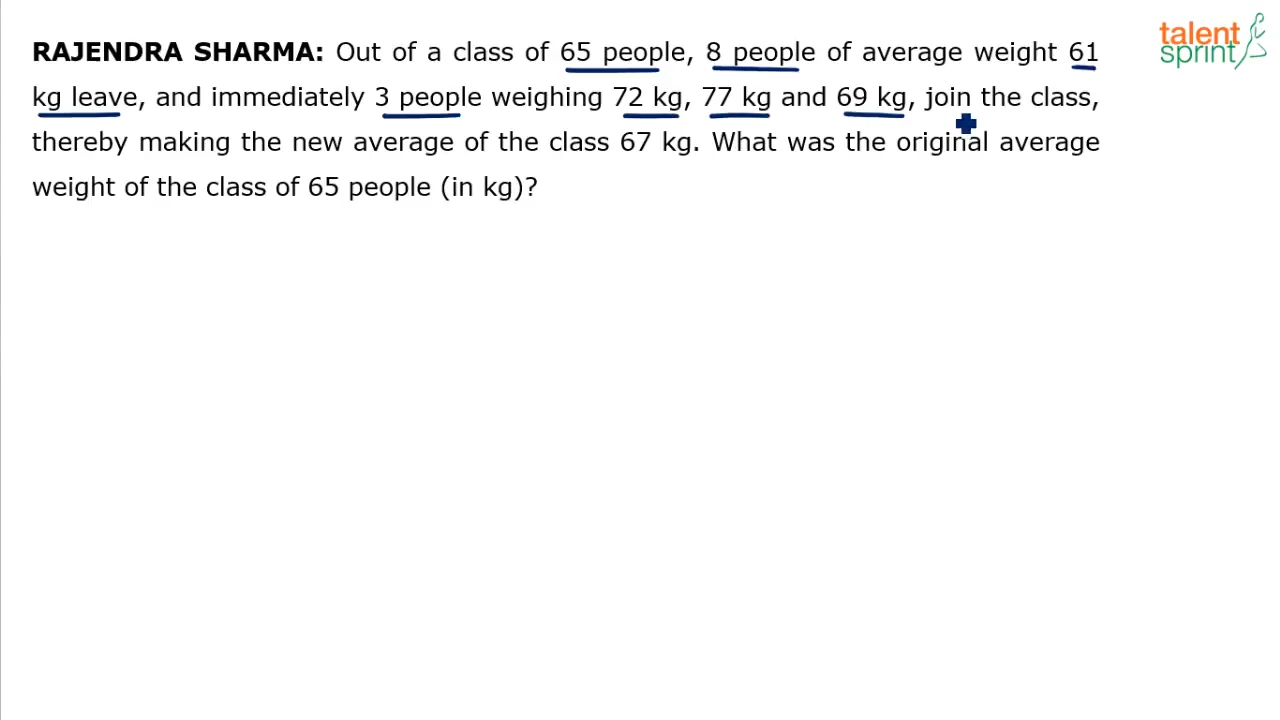 talent
sprint
RAJENDRA SHARMA: Out of a class of 65 people, 8 people of average weight 61
kg leave, and immediately 3 people weighing 72 kg, 77 kg and 69 kg, join the class,
thereby making the new average of the class 67 kg. What was the original average
weight of the class of 65 people (in kg)?